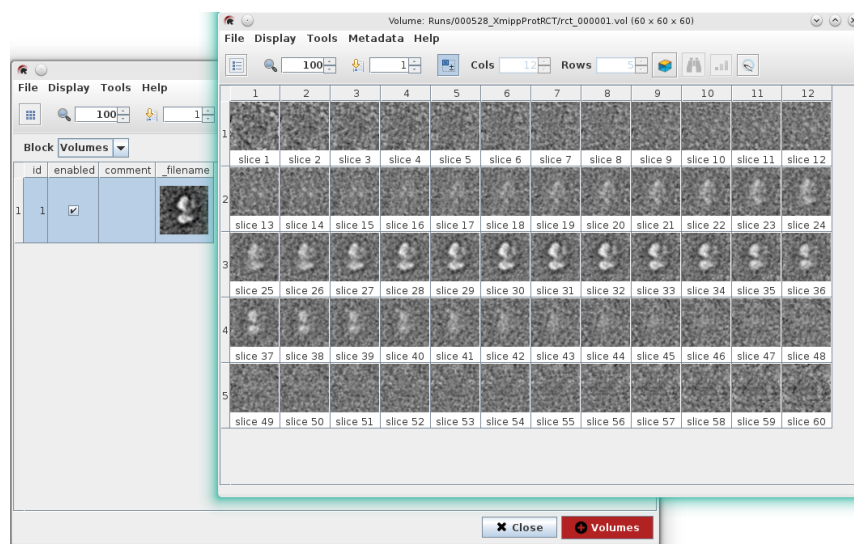 Volume: Runs/000528_XmippProtRCT/rct_000001.vol (60 x 60 x 60)
File Display Tools Metadata Help
100 1 Cols 12 Rows 5
1 2 3 4 5 6 7 8 9 10 11 12
1
slice 1 slice 2 slice 3 slice 4 slice 5 slice 6 slice 7 slice 8 slice 9 slice 10 slice 11 slice 12
2
slice 13 slice 14 slice 15 slice 16 slice 17 slice 18 slice 19 slice 20 slice 21 slice 22 slice 23 slice 24
3
slice 25 slice 26 slice 27 slice 28 slice 29 slice 30 slice 31 slice 32 slice 33 slice 34 slice 35 slice 36
4
slice 37 slice 38 slice 39 slice 40 slice 41 slice 42 slice 43 slice 44 slice 45 slice 46 slice 47 slice 48
5
slice 49 slice 50 slice 51 slice 52 slice 53 slice 54 slice 55 slice 56 slice 57 slice 58 slice 59 slice 60
File Display Tools Help
100 1
Block Volumes
id enabled comment _filename
1 1
Close Volumes